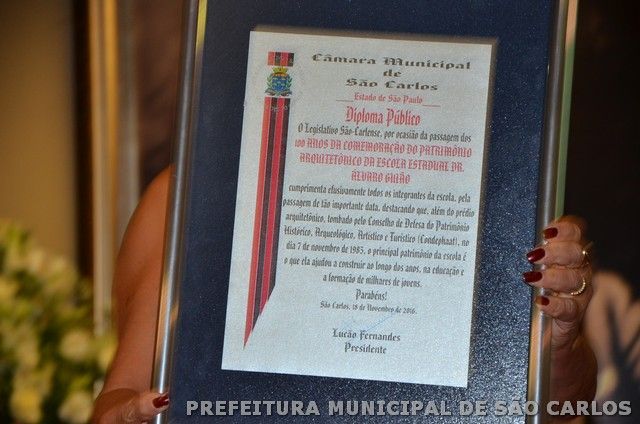 Câmara Municipal
de
São Carlos
Estado de São Paulo
Diploma Público
O Legislativo São-Carlense, por ocasião da passagem dos
100 ANOS DA COMEMORAÇÃO DO PATRIMÔNIO
ARQUITETÔNICO DA ESCOLA ESTADUAL DR.
ÁLVARO GUIÃO
cumprimenta efusivamente todos os integrantes da escola, pela
passagem de tão importante data, destacando que, além do prédio
arquitetônico, tombado pelo Conselho de Defesa do Patrimônio
Histórico, Arqueológico, Artístico e Turístico (Condephaat), no
dia 7 de novembro de 1985, o principal patrimônio da escola é
o que ela ajudou a construir ao longo dos anos, na educação e
a formação de milhares de jovens.
Parabéns!
São Carlos, 18 de Novembro de 2016.
Lucão Fernandes
Presidente
PREFEITURA MUNICIPAL DE SÃO CARLOS